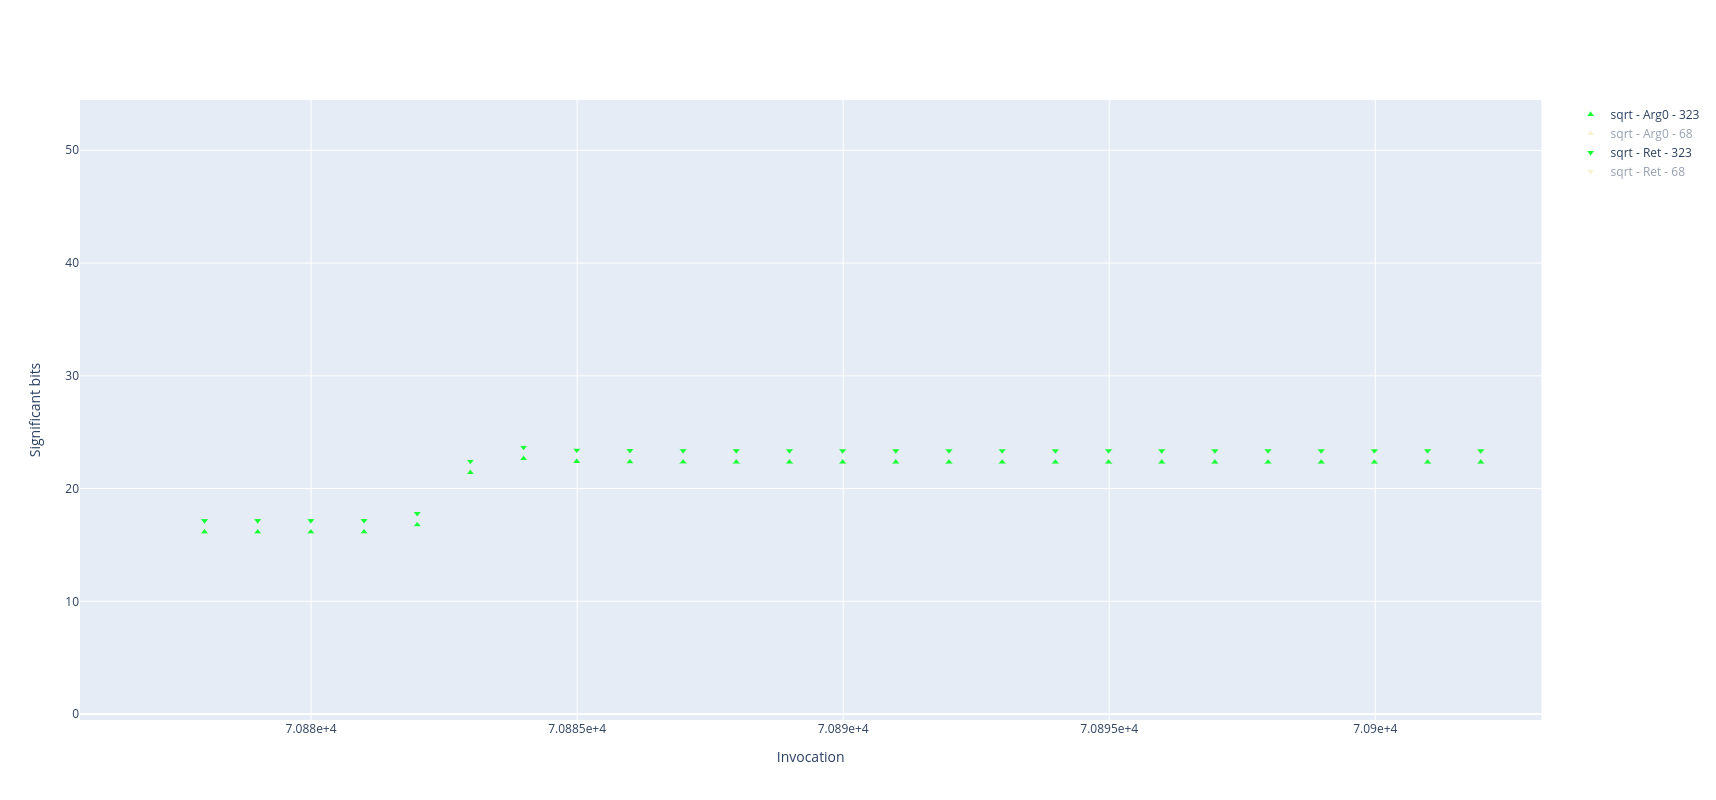 sqrt - Arg0 - 323
sqrt - Arg0 - 68
sqrt - Ret - 323
sqrt - Ret - 68
50
40
30
20
10
0
Significant bits
7.088e+4
7.0885e+4
7.089e+4
7.0895e+4
7.09e+4
Invocation